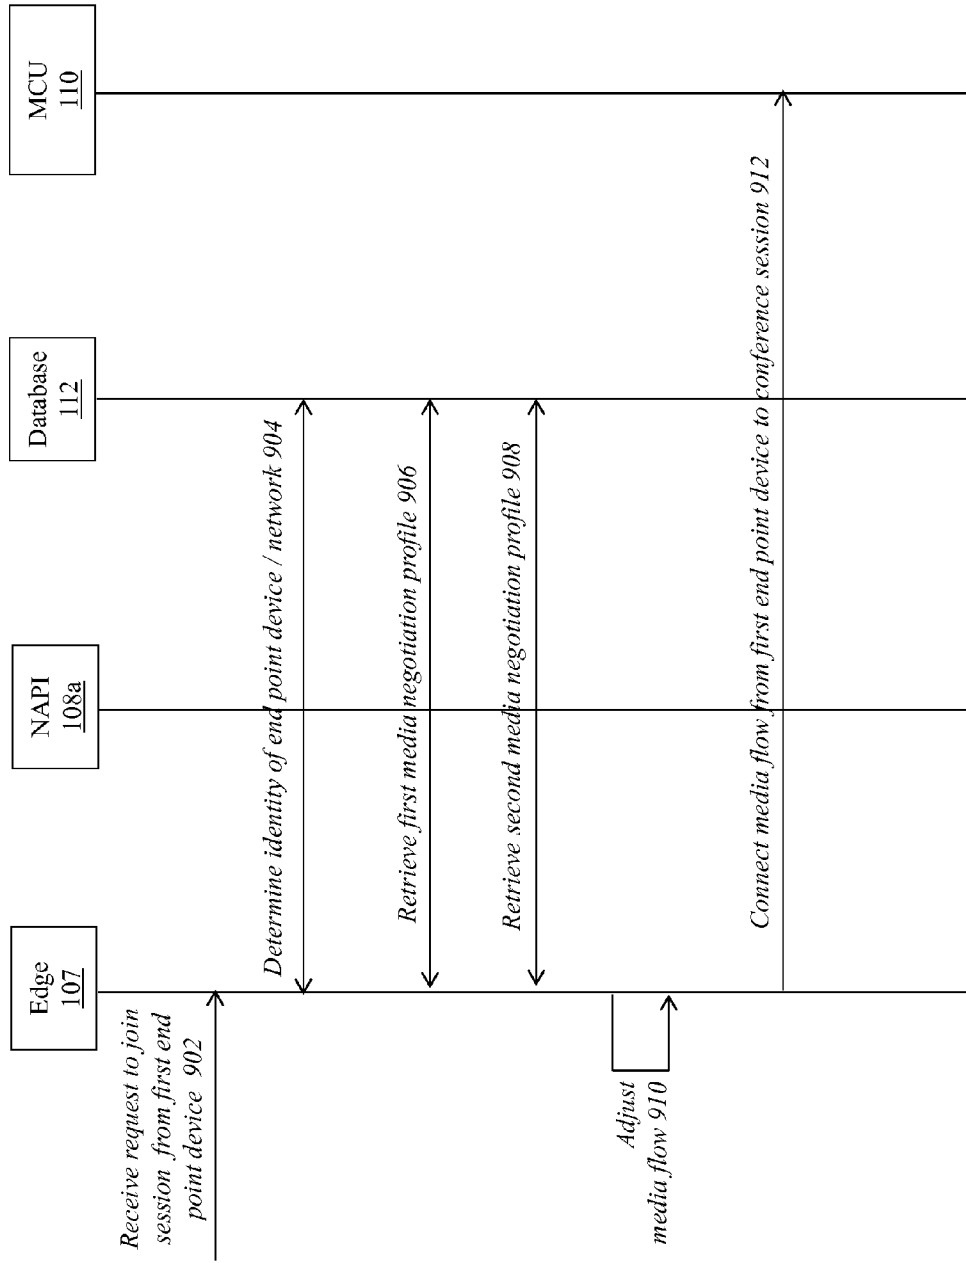 Edge
107
NAPI
108a
Database
112
MCU
110
Receive request to join
session from first end
point device 902
Determine identity of end point device / network 904
Retrieve first media negotiation profile 906
Retrieve second media negotiation profile 908
Adjust
media flow 910
Connect media flow from first end point device to conference session 912